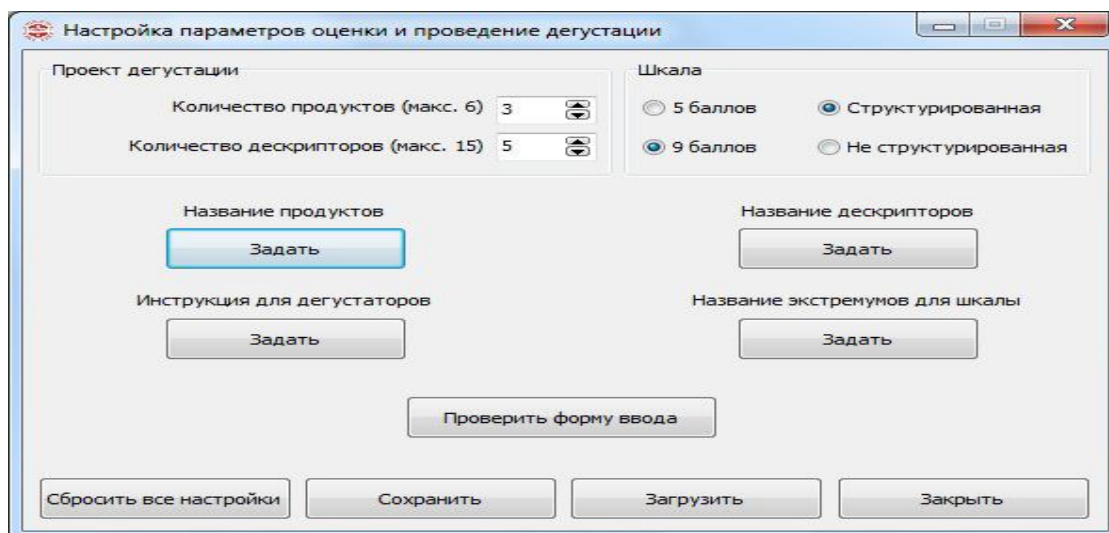 Настройка параметров оценки и проведение дегустации
Проект дегустации
Количество продуктов (макс. 6) 3
Количество дескрипторов (макс. 15) 5
Шкала
5 баллов Структурированная
9 баллов Не структурированная
Название продуктов
Задать
Название дескрипторов
Задать
Инструкция для дегустаторов
Задать
Название экстремумов для шкалы
Задать
Проверить форму ввода
Сбросить все настройки Сохранить Загрузить Закрыть